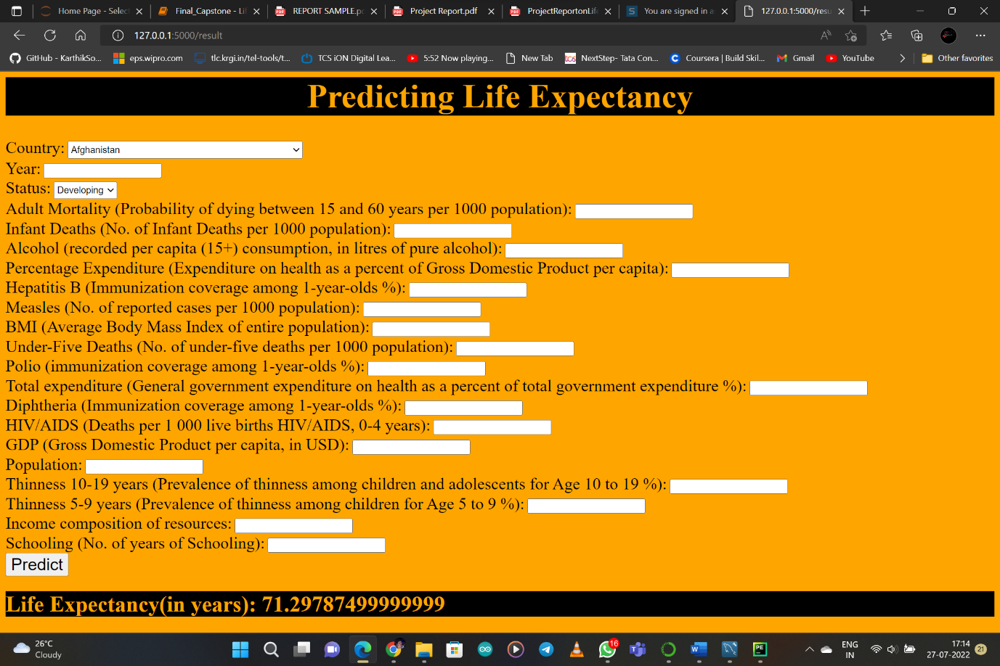 Home Page - Selec
Final_Capstone - Lif
REPORT SAMPLE.pd
Project Report.pdf
ProjectReportonLif
You are signed in a
127.0.0.1:5000/resu
127.0.0.1:5000/result
GitHub - KarthikSo...
eps.wipro.com
tlc.krgi.in/tel-tools/t...
TCS iON Digital Lea...
5:52 Now playing...
New Tab
NextStep- Tata Con...
Coursera | Build Skil...
Gmail
YouTube
Other favorites
Predicting Life Expectancy
Country: Afghanistan
Year:
Status: Developing
Adult Mortality (Probability of dying between 15 and 60 years per 1000 population):
Infant Deaths (No. of Infant Deaths per 1000 population):
Alcohol (recorded per capita (15+) consumption, in litres of pure alcohol):
Percentage Expenditure (Expenditure on health as a percent of Gross Domestic Product per capita):
Hepatitis B (Immunization coverage among 1-year-olds %):
Measles (No. of reported cases per 1000 population):
BMI (Average Body Mass Index of entire population):
Under-Five Deaths (No. of under-five deaths per 1000 population):
Polio (immunization coverage among 1-year-olds %):
Total expenditure (General government expenditure on health as a percent of total government expenditure %):
Diphtheria (Immunization coverage among 1-year-olds %):
HIV/AIDS (Deaths per 1 000 live births HIV/AIDS, 0-4 years):
GDP (Gross Domestic Product per capita, in USD):
Population:
Thinness 10-19 years (Prevalence of thinness among children and adolescents for Age 10 to 19 %):
Thinness 5-9 years (Prevalence of thinness among children for Age 5 to 9 %):
Income composition of resources:
Schooling (No. of years of Schooling):
Predict
Life Expectancy(in years): 71.29787499999999
26°C
Cloudy
16
ENG
IN
17:14
27-07-2022
21